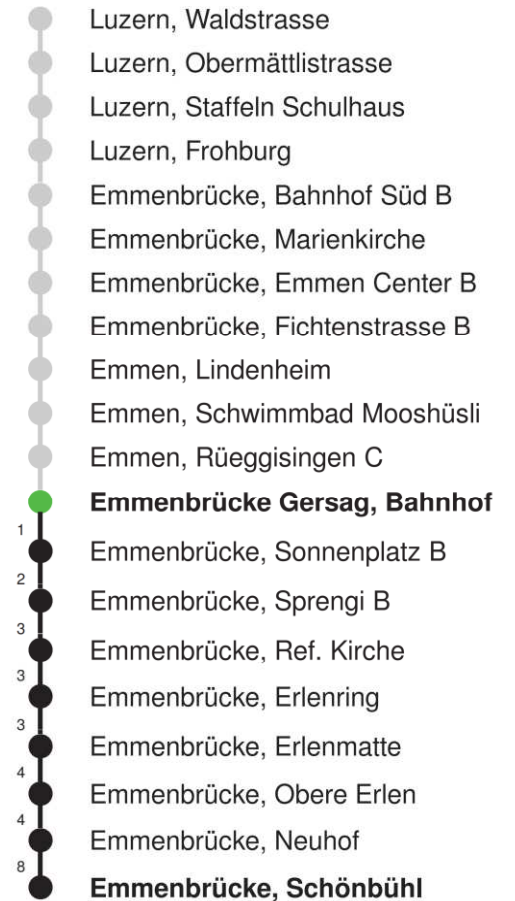 Luzern, Waldstrasse
Luzern, Obermättlistrasse
Luzern, Staffeln Schulhaus
Luzern, Frohburg
Emmenbrücke, Bahnhof Süd B
Emmenbrücke, Marienkirche
Emmenbrücke, Emmen Center B
Emmenbrücke, Fichtenstrasse B
Emmen, Lindenheim
Emmen, Schwimmbad Mooshüsli
Emmen, Rüeggisingen C
Emmenbrücke Gersag, Bahnhof
1 Emmenbrücke, Sonnenplatz B
2 Emmenbrücke, Sprengi B
3 Emmenbrücke, Ref. Kirche
3 Emmenbrücke, Erlenring
3 Emmenbrücke, Erlenmatte
4 Emmenbrücke, Obere Erlen
4 Emmenbrücke, Neuhof
8 Emmenbrücke, Schönbühl